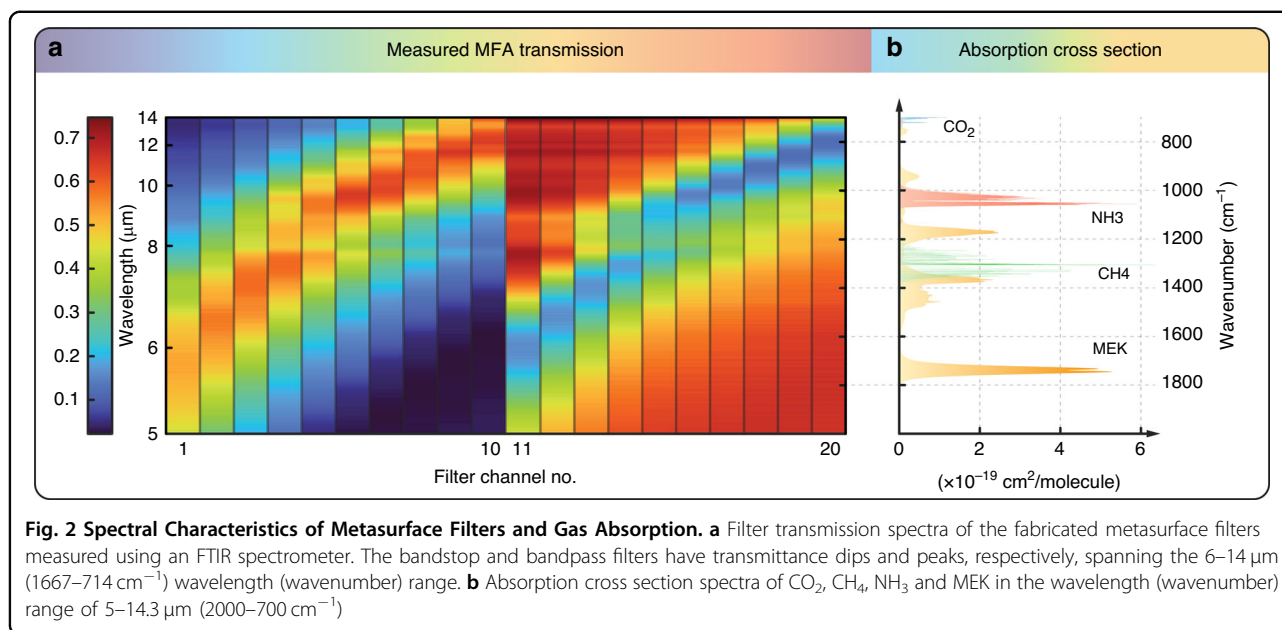 a Measured MFA transmission
b Absorption cross section
0.7
0.6
0.5
0.4
0.3
0.2
0.1
Wavelength (µm)
14
12
10
8
6
5
1 10 11 20
Filter channel no.
CO2
NH3
CH4
MEK
800
1000
1200
1400
1600
1800
Wavenumber (cm−1)
0 2 4 6
(×10−19 cm2/molecule)
Fig. 2 Spectral Characteristics of Metasurface Filters and Gas Absorption. a Filter transmission spectra of the fabricated metasurface filters
measured using an FTIR spectrometer. The bandstop and bandpass filters have transmittance dips and peaks, respectively, spanning the 6–14 µm
(1667–714 cm−1) wavelength (wavenumber) range. b Absorption cross section spectra of CO2, CH4, NH3 and MEK in the wavelength (wavenumber)
range of 5–14.3 µm (2000–700 cm−1)